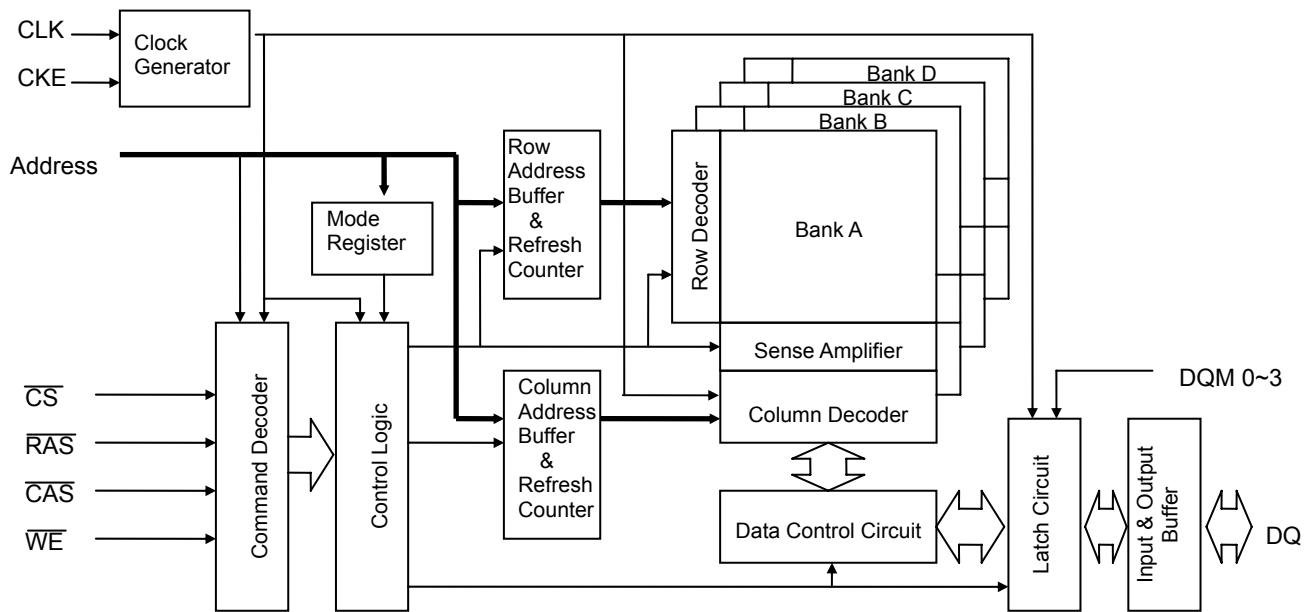 CLK
CKE
Clock
Generator
Address
Mode
Register
Row
Address
Buffer
&
Refresh
Counter
Bank D
Bank C
Bank B
Bank A
Row Decoder
Sense Amplifier
Column Decoder
CS
RAS
CAS
WE
Command Decoder
Control Logic
Column
Address
Buffer
&
Refresh
Counter
Data Control Circuit
DQM 0~3
Latch Circuit
Input & Output
Buffer
DQ